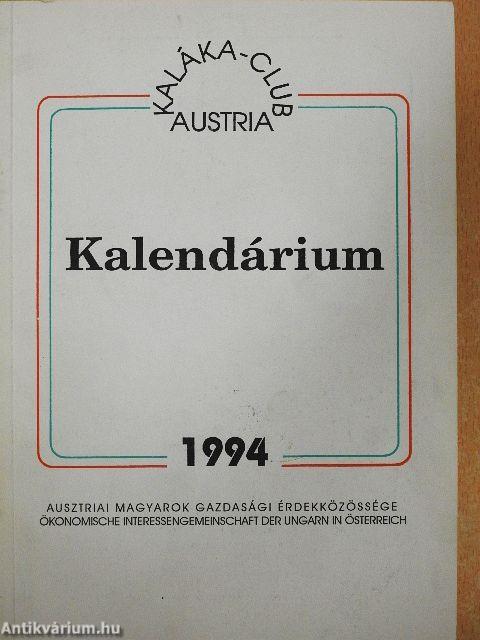 KALÁKA-CLUB
AUSTRIA
Kalendárium
1994
AUSZTRIAI MAGYAROK GAZDASÁGI ÉRDEKKÖZÖSSÉGE
ÖKONOMISCHE INTERESSENGEMEINSCHAFT DER UNGARN IN ÖSTERREICH
Antikvárium.hu